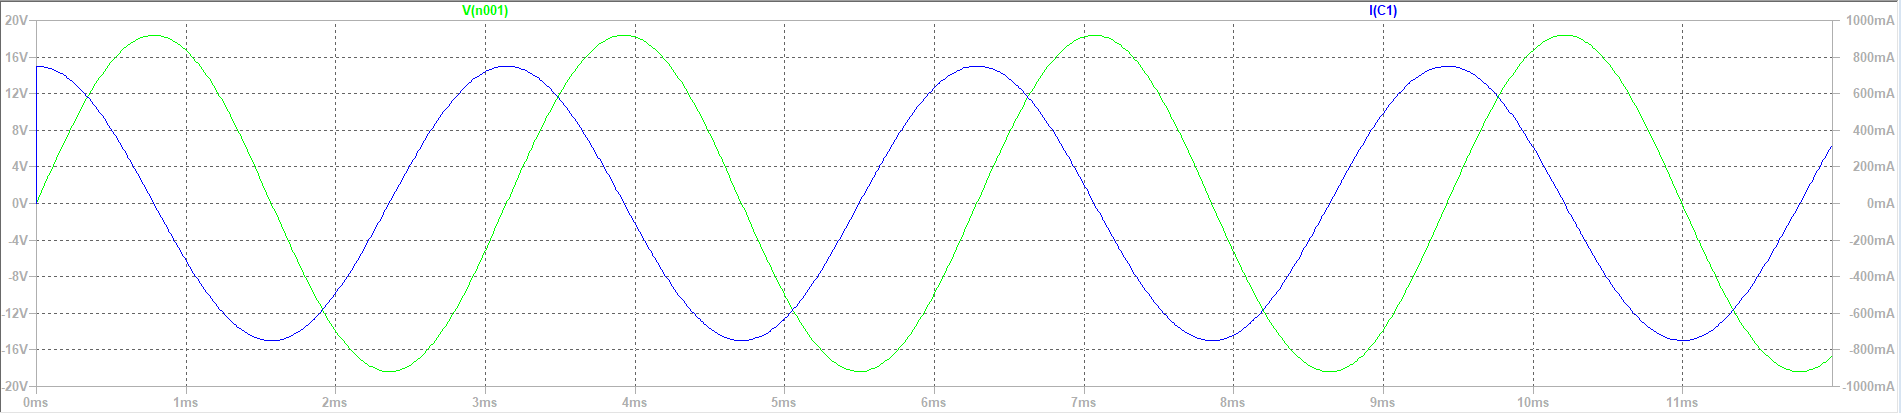 V(n001) I(C1)
20V 1000mA
16V 800mA
12V 600mA
8V 400mA
4V 200mA
0V 0mA
-4V -200mA
-8V -400mA
-12V -600mA
-16V -800mA
-20V -1000mA
0ms 1ms 2ms 3ms 4ms 5ms 6ms 7ms 8ms 9ms 10ms 11ms